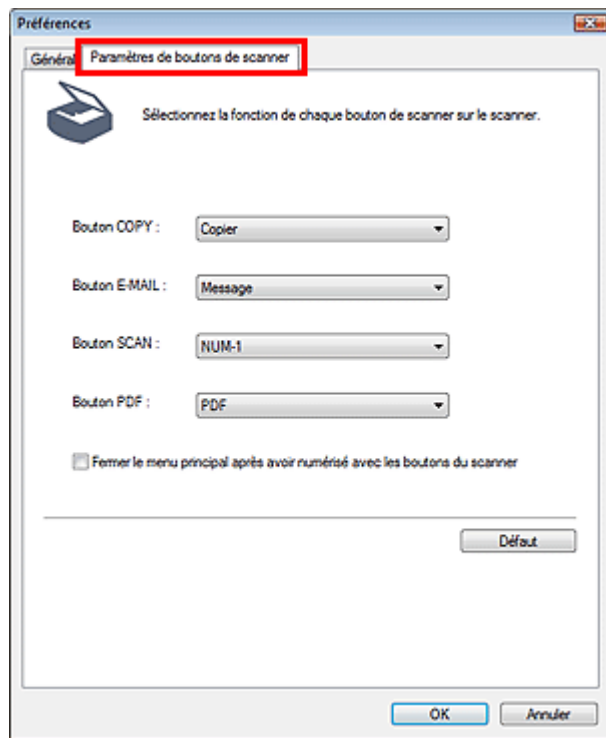 Préférences
Général
Paramètres de boutons de scanner
Sélectionnez la fonction de chaque bouton de scanner sur le scanner.
Bouton COPY : Copier
Bouton E-MAIL : Message
Bouton SCAN : NUM-1
Bouton PDF : PDF
Fermer le menu principal après avoir numérisé avec les boutons du scanner
Défaut
OK Annuler